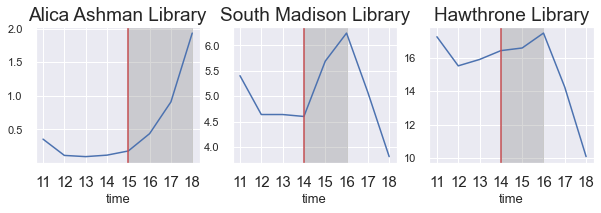 Alica Ashman Library
2.0
1.5
1.0
0.5
11 12 13 14 15 16 17 18
time
South Madison Library
6.0
5.5
5.0
4.5
4.0
11 12 13 14 15 16 17 18
time
Hawthrone Library
16
14
12
10
11 12 13 14 15 16 17 18
time